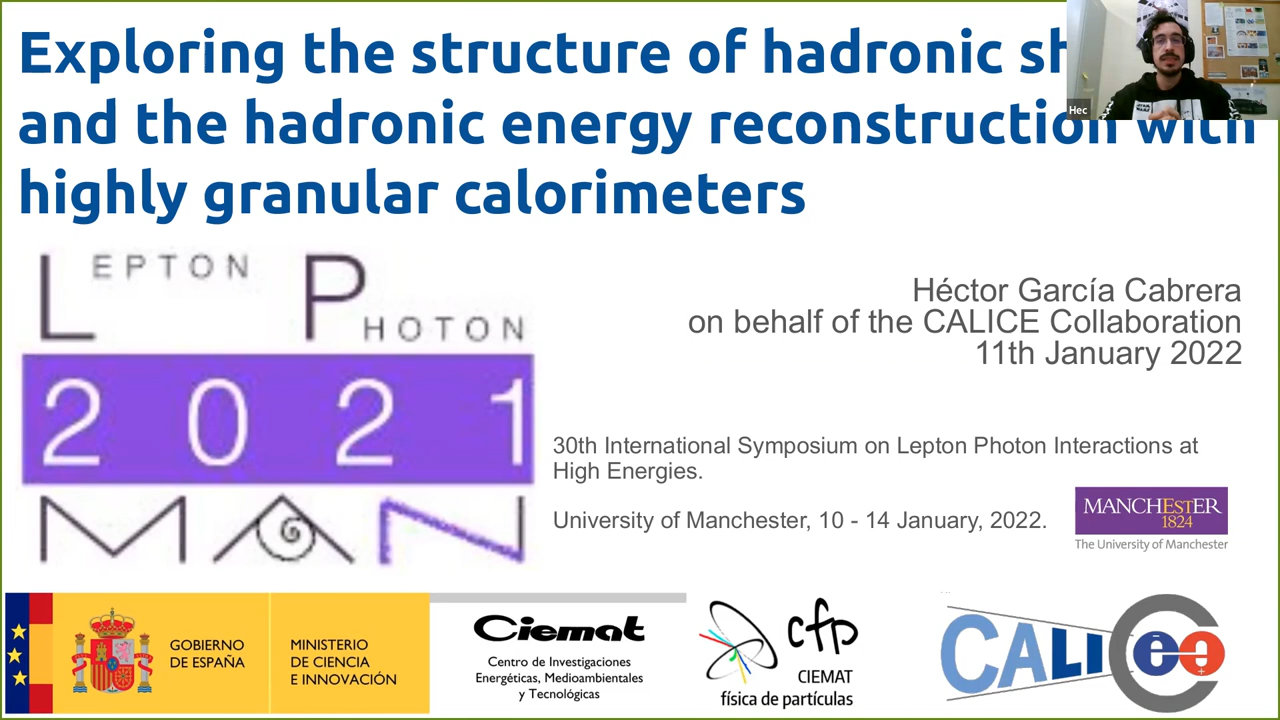 Exploring the structure of hadronic sh
and the hadronic energy reconstruction with
highly granular calorimeters
Hec
LEPTON PHOTON
2021
MAN
Héctor García Cabrera
on behalf of the CALICE Collaboration
11th January 2022
30th International Symposium on Lepton Photon Interactions at
High Energies.
University of Manchester, 10 - 14 January, 2022.
MANCHESTER
1824
The University of Manchester
GOBIERNO
DE ESPAÑA
MINISTERIO
DE CIENCIA
E INNOVACIÓN
Ciemat
Centro de Investigaciones
Energéticas, Medioambientales
y Tecnológicas
cfp
CIEMAT
física de partículas
CALICe